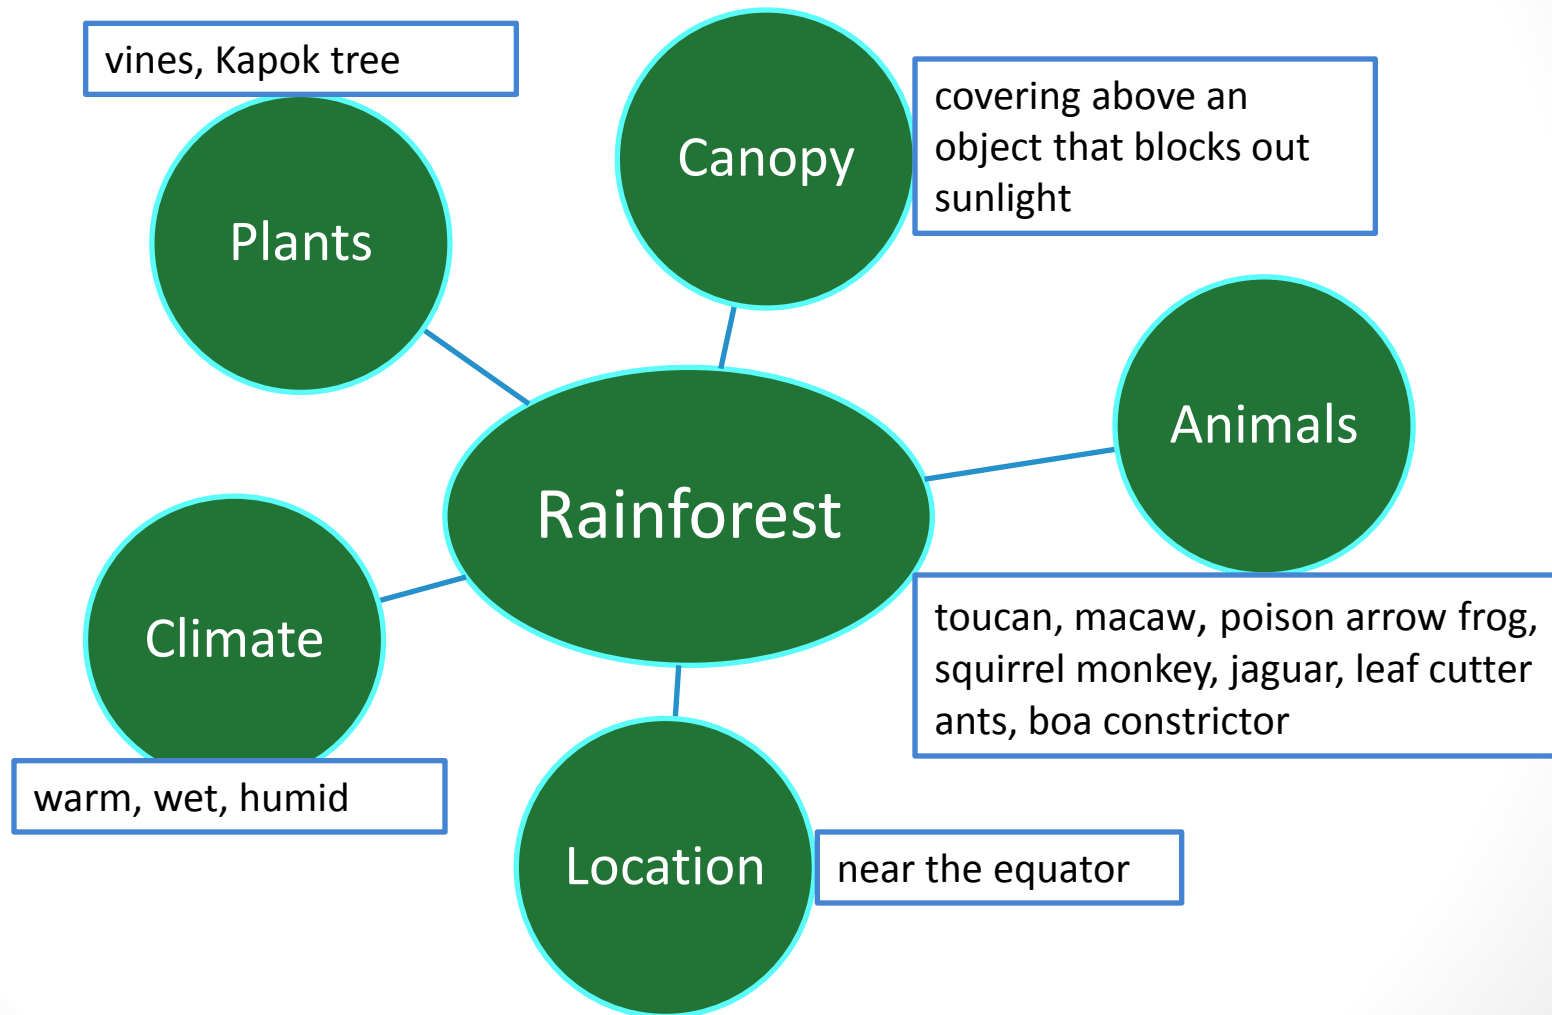 vines, Kapok tree
Plants
Canopy
covering above an
object that blocks out
sunlight
Animals
toucan, macaw, poison arrow frog,
squirrel monkey, jaguar, leaf cutter
ants, boa constrictor
Rainforest
Climate
warm, wet, humid
Location
near the equator